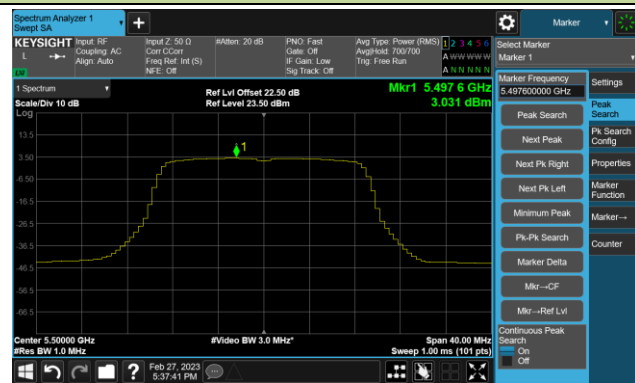 Spectrum Analyzer 1
Swept SA
+
Marker
KEYSIGHT
L
Input: RF
Coupling: AC
Align: Auto
Input Z: 50 Ω
Corr CCorr
Freq Ref: Int (S)
NFE: Off
#Atten: 20 dB
PNO: Fast
Gate: Off
IF Gain: Low
Sig Track: Off
Avg Type: Power (RMS)
Avg|Hold: 700/700
Trig: Free Run
1 2 3 4 5 6
A W W W W W
A N N N N N
Select Marker
Marker 1
LXI
1 Spectrum
Scale/Div 10 dB
Log
Ref Lvl Offset 22.50 dB
Ref Level 23.50 dBm
Mkr1 5.497 6 GHz
3.031 dBm
13.5
3.50
-6.50
-16.5
-26.5
-36.5
-46.5
-56.5
-66.5
1
Center 5.50000 GHz
#Res BW 1.0 MHz
#Video BW 3.0 MHz*
Span 40.00 MHz
Sweep 1.00 ms (101 pts)
Marker Frequency
5.497600000 GHz
Peak Search
Next Peak
Next Pk Right
Next Pk Left
Minimum Peak
Pk-Pk Search
Marker Delta
Mkr→CF
Mkr→Ref Lvl
Continuous Peak
Search
On
Off
Settings
Peak
Search
Pk Search
Config
Properties
Marker
Function
Marker→
Counter
?
Feb 27, 2023
5:37:41 PM